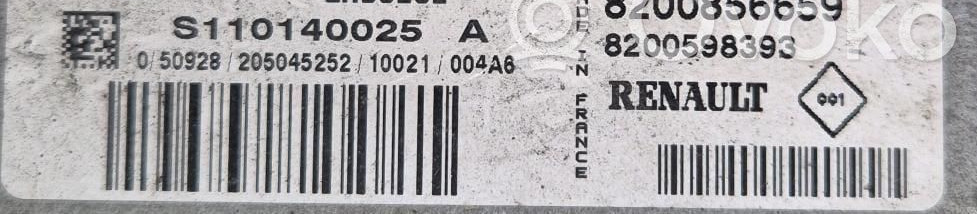 S110140025 A
0/50928/205045252/10021/004A6
MADE IN FRANCE
8200856659
8200598393
RENAULT
001